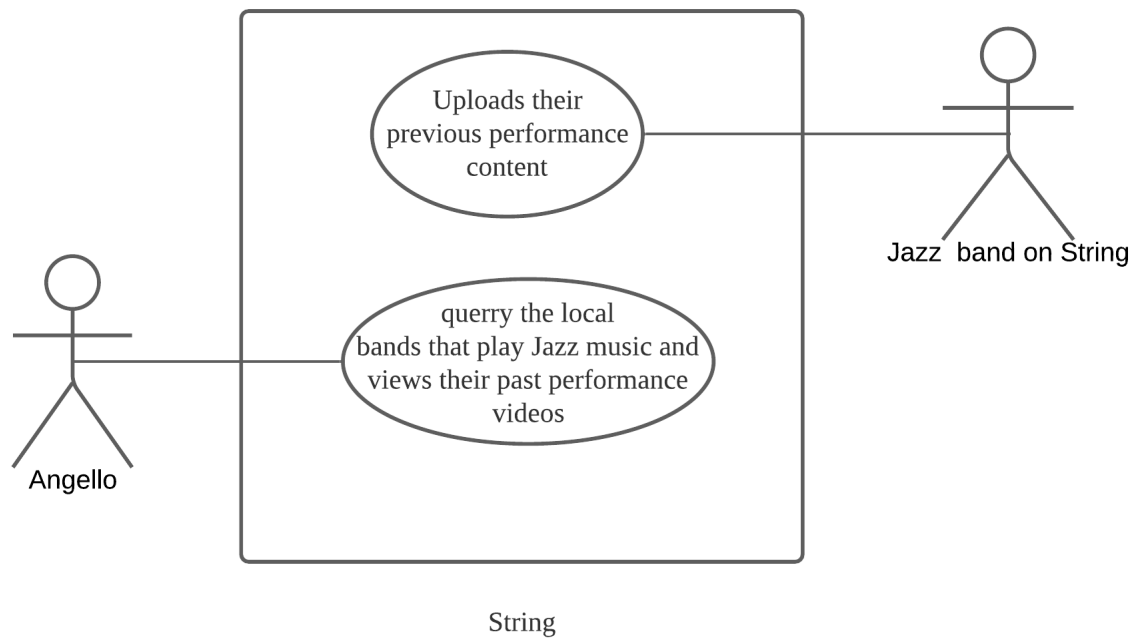 Uploads their
previous performance
content
Jazz  band on String
querry the local
bands that play Jazz music and
views their past performance
videos
Angello
String